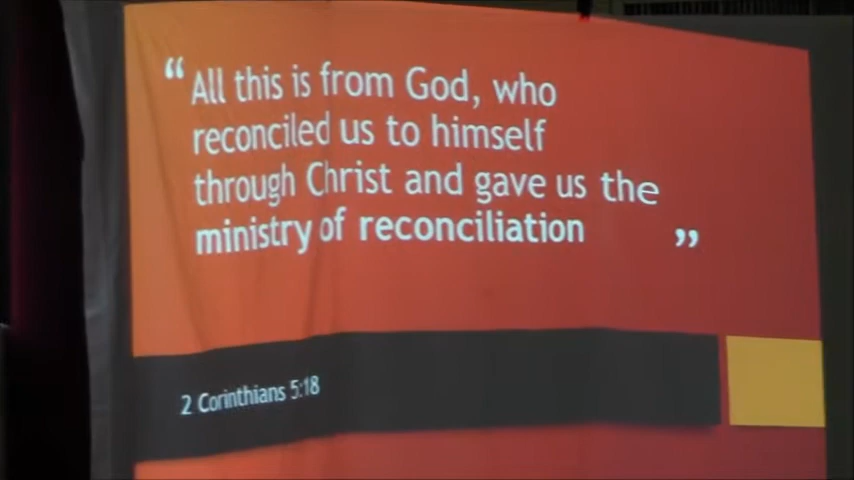 “ All this is from God, who
reconciled us to himself
through Christ and gave us the
ministry of reconciliation ”
2 Corinthians 5:18